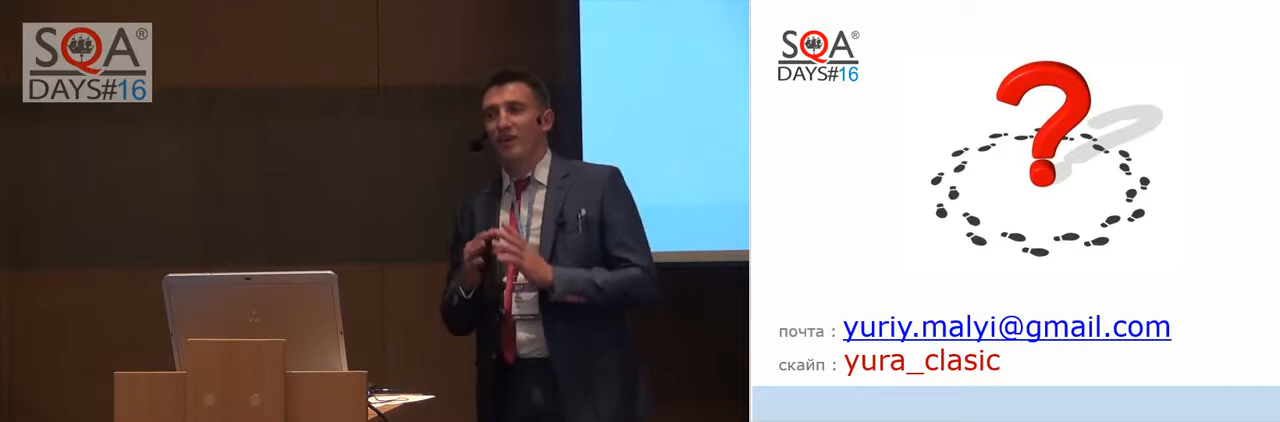 SQA®
DAYS#16
SQA®
DAYS#16
почта : yuriy.malyi@gmail.com
скайп : yura_clasic